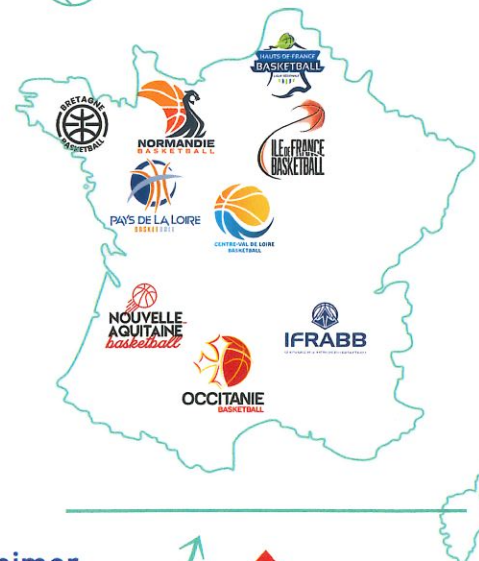 HAUTS-DE-FRANCE
BASKETBALL
BRETAGNE
BASKETBALL
NORMANDIE
BASKETBALL
ILE DE FRANCE
BASKETBALL
PAYS DE LA LOIRE
BASKETBALL
CENTRE-VAL DE LOIRE
BASKETBALL
NOUVELLE
AQUITAINE
basketball
IFRABB
OCCITANIE
BASKETBALL